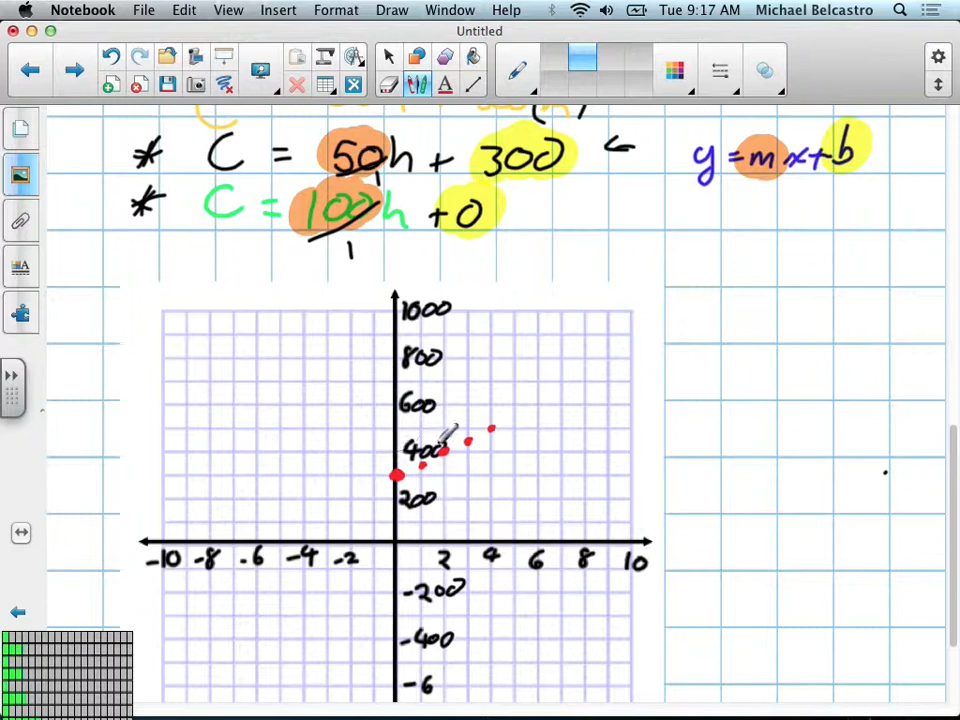 Notebook File Edit View Insert Format Draw Window Help Tue 9:17 AM Michael Belcastro
Untitled
* C = 50h + 300 ← y = mx + b
1
* C = 100h + 0
1
1000
800
600
400
200
-10 -8 -6 -4 -2 2 4 6 8 10
-200
-400
-6